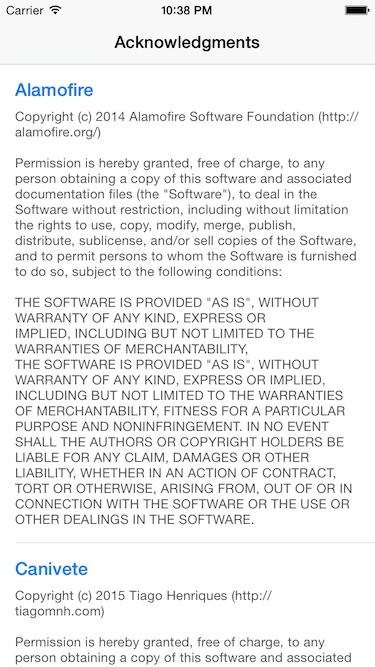 Carrier 10:38 PM
Acknowledgments
Alamofire
Copyright (c) 2014 Alamofire Software Foundation (http://
alamofire.org/)
Permission is hereby granted, free of charge, to any
person obtaining a copy of this software and associated
documentation files (the "Software"), to deal in the
Software without restriction, including without limitation
the rights to use, copy, modify, merge, publish,
distribute, sublicense, and/or sell copies of the Software,
and to permit persons to whom the Software is furnished
to do so, subject to the following conditions:
THE SOFTWARE IS PROVIDED "AS IS", WITHOUT
WARRANTY OF ANY KIND, EXPRESS OR
IMPLIED, INCLUDING BUT NOT LIMITED TO THE
WARRANTIES OF MERCHANTABILITY,
THE SOFTWARE IS PROVIDED "AS IS", WITHOUT
WARRANTY OF ANY KIND, EXPRESS OR IMPLIED,
INCLUDING BUT NOT LIMITED TO THE WARRANTIES
OF MERCHANTABILITY, FITNESS FOR A PARTICULAR
PURPOSE AND NONINFRINGEMENT. IN NO EVENT
SHALL THE AUTHORS OR COPYRIGHT HOLDERS BE
LIABLE FOR ANY CLAIM, DAMAGES OR OTHER
LIABILITY, WHETHER IN AN ACTION OF CONTRACT,
TORT OR OTHERWISE, ARISING FROM, OUT OF OR IN
CONNECTION WITH THE SOFTWARE OR THE USE OR
OTHER DEALINGS IN THE SOFTWARE.
Canivete
Copyright (c) 2015 Tiago Henriques (http://
tiagomnh.com)
Permission is hereby granted, free of charge, to any
person obtaining a copy of this software and associated